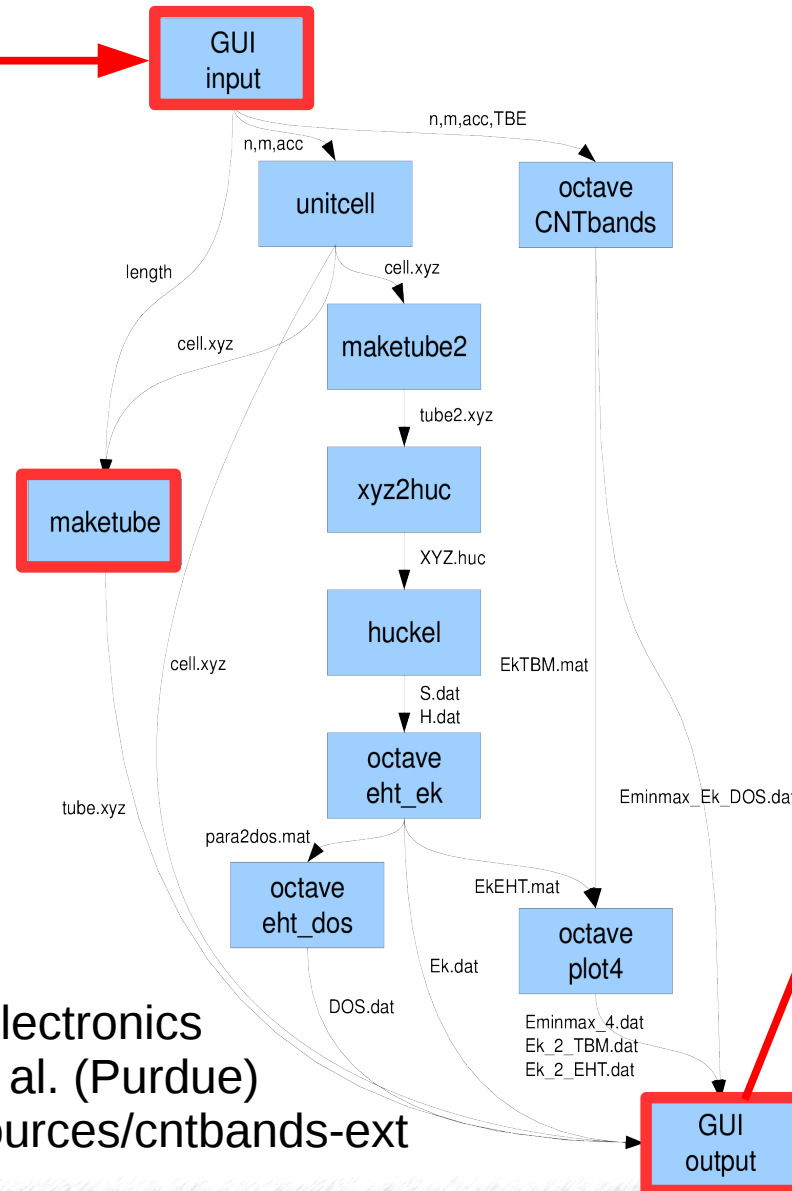 GUI
input
n,m,acc,TBE
n,m,acc
unitcell
octave
CNTbands
length
cell.xyz
cell.xyz
maketube2
tube2.xyz
maketube
xyz2huc
XYZ.huc
huckel
cell.xyz
EkTBM.mat
S.dat
H.dat
octave
eht_ek
Eminmax_Ek_DOS.dat
tube.xyz
para2dos.mat
octave
eht_dos
EkEHT.mat
octave
plot4
Ek.dat
DOS.dat
Eminmax_4.dat
Ek_2_TBM.dat
Ek_2_EHT.dat
lectronics
al. (Purdue)
ources/cntbands-ext
GUI
output